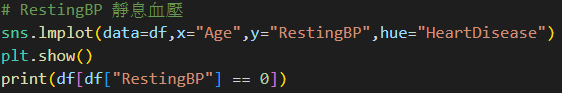 # RestingBP 靜息血壓
sns.lmplot(data=df,x="Age",y="RestingBP",hue="HeartDisease")
plt.show()
print(df[df["RestingBP"] == 0])